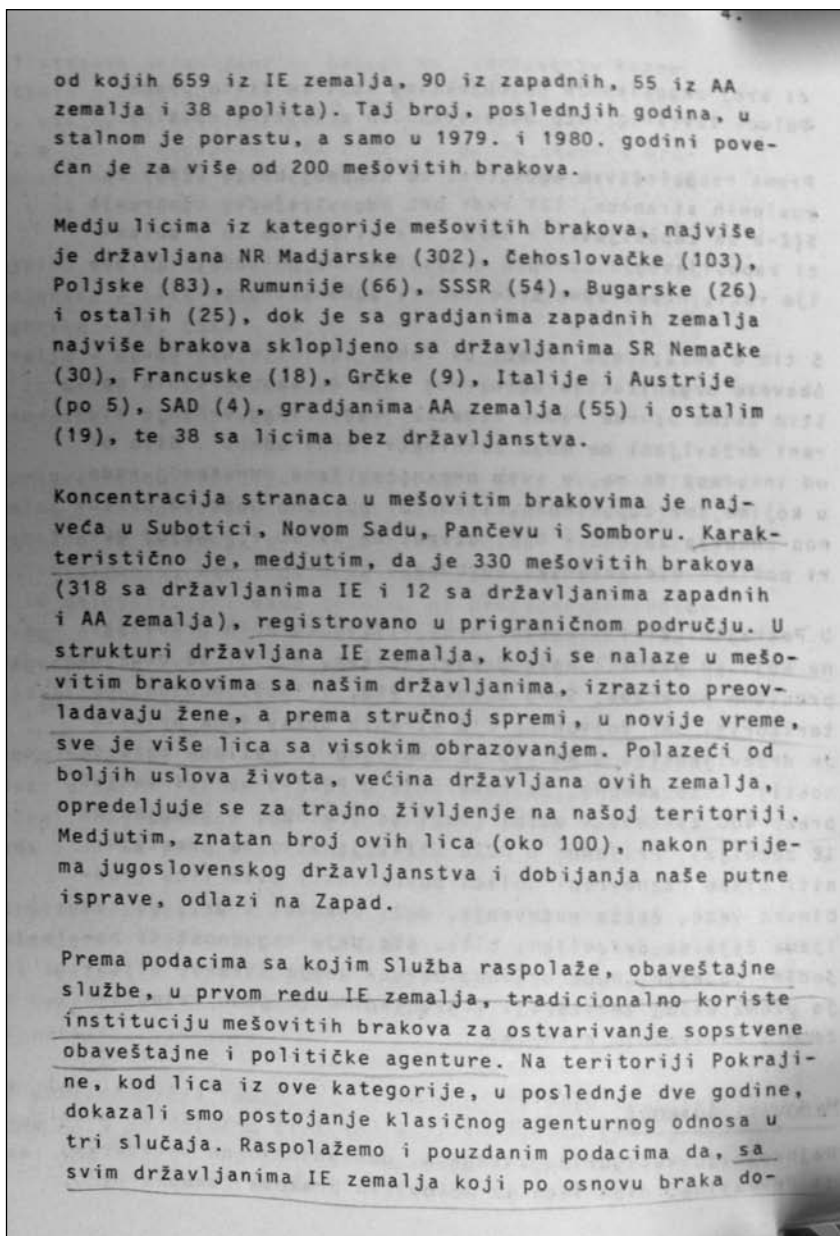 4.
od kojih 659 iz IE zemalja, 90 iz zapadnih, 55 iz AA
zemalja i 38 apolita). Taj broj, poslednjih godina, u
stalnom je porastu, a samo u 1979. i 1980. godini pove-
ćan je za više od 200 mešovitih brakova.
Medju licima iz kategorije mešovitih brakova, najviše
je državljana NR Madjarske (302), Čehoslovačke (103),
Poljske (83), Rumunije (66), SSSR (54), Bugarske (26)
i ostalih (25), dok je sa gradjanima zapadnih zemalja
najviše brakova sklopljeno sa državljanima SR Nemačke
(30), Francuske (18), Grčke (9), Italije i Austrije
(po 5), SAD (4), gradjanima AA zemalja (55) i ostalim
(19), te 38 sa licima bez državljanstva.
Koncentracija stranaca u mešovitim brakovima je naj-
veća u Subotici, Novom Sadu, Pančevu i Somboru. Karak-
teristično je, medjutim, da je 330 mešovitih brakova
(318 sa državljanima IE i 12 sa državljanima zapadnih
i AA zemalja), registrovano u prigraničnom području. U
strukturi državljana IE zemalja, koji se nalaze u mešo-
vitim brakovima sa našim državljanima, izrazito preov-
ladavaju žene, a prema stručnoj spremi, u novije vreme,
sve je više lica sa visokim obrazovanjem. Polazeći od
boljih uslova života, većina državljana ovih zemalja,
opredeljuje se za trajno življenje na našoj teritoriji.
Medjutim, znatan broj ovih lica (oko 100), nakon prije-
ma jugoslovenskog državljanstva i dobijanja naše putne
isprave, odlazi na Zapad.
Prema podacima sa kojim Služba raspolaže, obaveštajne
službe, u prvom redu IE zemalja, tradicionalno koriste
instituciju mešovitih brakova za ostvarivanje sopstvene
obaveštajne i političke agenture. Na teritoriji Pokraji-
ne, kod lica iz ove kategorije, u poslednje dve godine,
dokazali smo postojanje klasičnog agenturnog odnosa u
tri slučaja. Raspolažemo i pouzdanim podacima da, sa
svim državljanima IE zemalja koji po osnovu braka do-